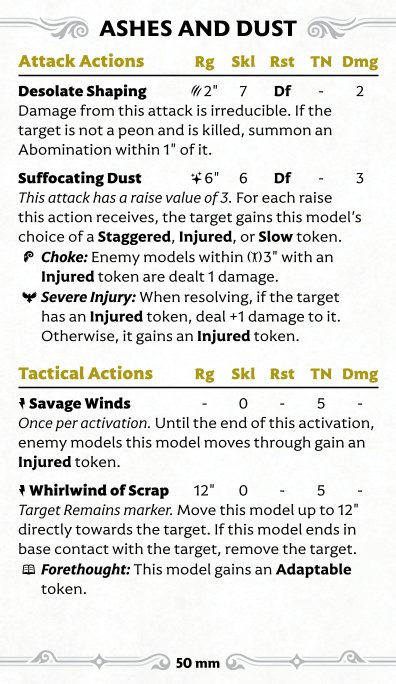 ASHES AND DUST
Attack Actions Rg Skl Rst TN Dmg
Desolate Shaping 2" 7 Df - 2
Damage from this attack is irreducible. If the
target is not a peon and is killed, summon an
Abomination within 1" of it.
Suffocating Dust 6" 6 Df - 3
This attack has a raise value of 3. For each raise
this action receives, the target gains this model's
choice of a Staggered, Injured, or Slow token.
Choke: Enemy models within 3" with an
Injured token are dealt 1 damage.
Severe Injury: When resolving, if the target
has an Injured token, deal +1 damage to it.
Otherwise, it gains an Injured token.
Tactical Actions Rg Skl Rst TN Dmg
Savage Winds - 0 - 5 -
Once per activation. Until the end of this activation,
enemy models this model moves through gain an
Injured token.
Whirlwind of Scrap 12" 0 - 5 -
Target Remains marker. Move this model up to 12"
directly towards the target. If this model ends in
base contact with the target, remove the target.
Forethought: This model gains an Adaptable
token.
50 mm